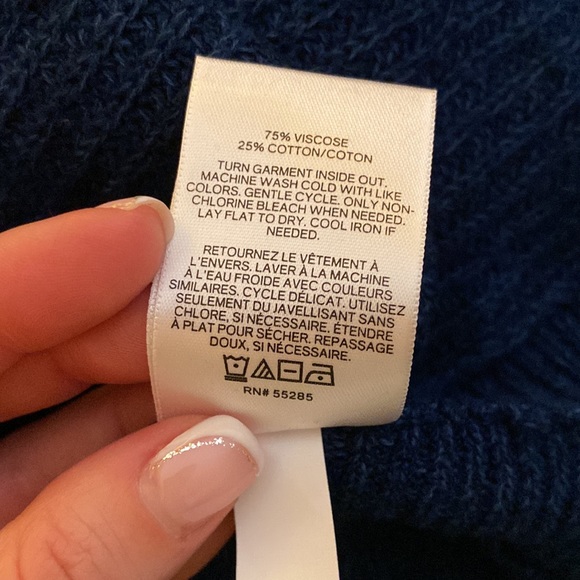 75% VISCOSE
25% COTTON/COTON
TURN GARMENT INSIDE OUT.
MACHINE WASH COLD WITH LIKE
COLORS. GENTLE CYCLE. ONLY NON-
CHLORINE BLEACH WHEN NEEDED.
LAY FLAT TO DRY. COOL IRON IF
NEEDED.
RETOURNEZ LE VÊTEMENT À
L'ENVERS. LAVER À LA MACHINE
À L'EAU FROIDE AVEC COULEURS
SIMILAIRES. CYCLE DÉLICAT. UTILISEZ
SEULEMENT DU JAVELLISANT SANS
CHLORE, SI NÉCESSAIRE. ÉTENDRE
À PLAT POUR SÉCHER. REPASSAGE
DOUX, SI NÉCESSAIRE.
RN# 55285